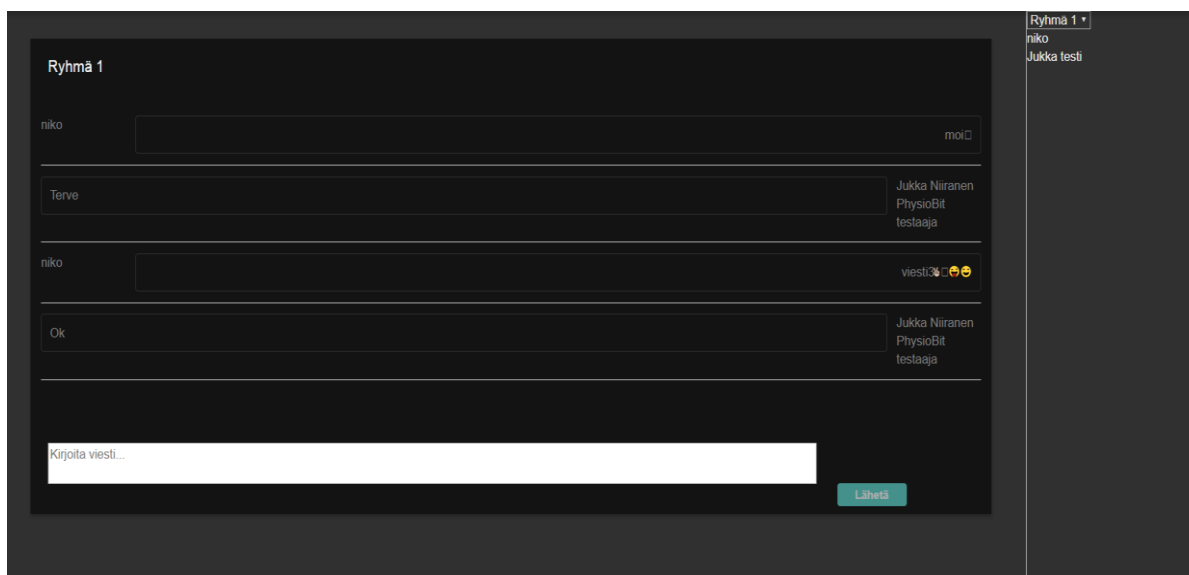 Ryhmä 1
niko
moi
Terve
Jukka Niiranen
PhysioBit
testaaja
niko
viesti3
Ok
Jukka Niiranen
PhysioBit
testaaja
Kirjoita viesti...
Lähetä
Ryhmä 1
niko
Jukka testi